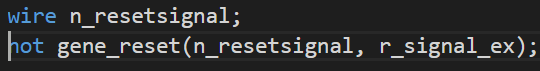 wire n_resetsignal;
not gene_reset(n_resetsignal, r_signal_ex);